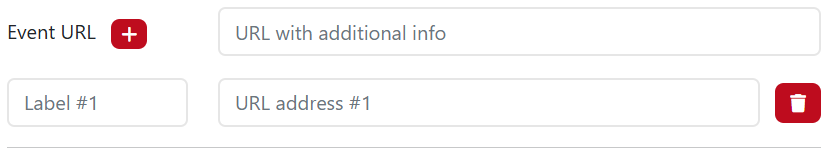 Event URL URL with additional info
Label #1 URL address #1